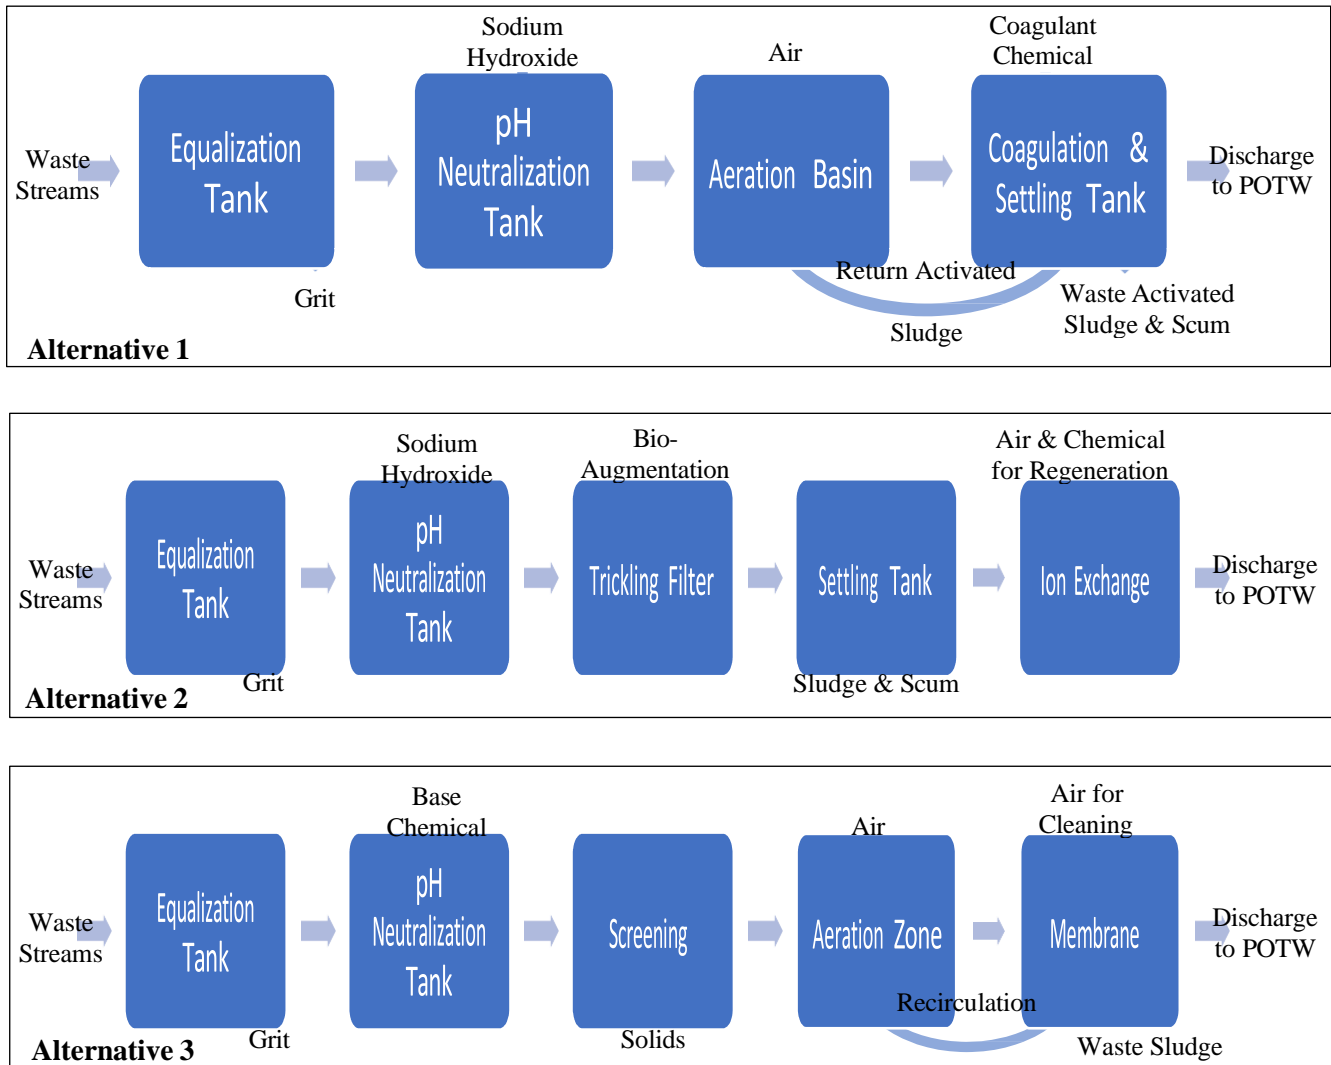 Sodium
Hydroxide
Air
Coagulant
Chemical
Waste
Streams
Equalization
Tank
pH
Neutralization
Tank
Aeration Basin
Coagulation &
Settling Tank
Discharge
to POTW
Grit
Return Activated
Sludge
Waste Activated
Sludge & Scum
Alternative 1
Sodium
Hydroxide
Bio-
Augmentation
Air & Chemical
for Regeneration
Waste
Streams
Equalization
Tank
pH
Neutralization
Tank
Trickling Filter
Settling Tank
Ion Exchange
Discharge
to POTW
Grit
Sludge & Scum
Alternative 2
Base
Chemical
Air
Air for
Cleaning
Waste
Streams
Equalization
Tank
pH
Neutralization
Tank
Screening
Aeration Zone
Membrane
Discharge
to POTW
Grit
Solids
Recirculation
Waste Sludge
Alternative 3